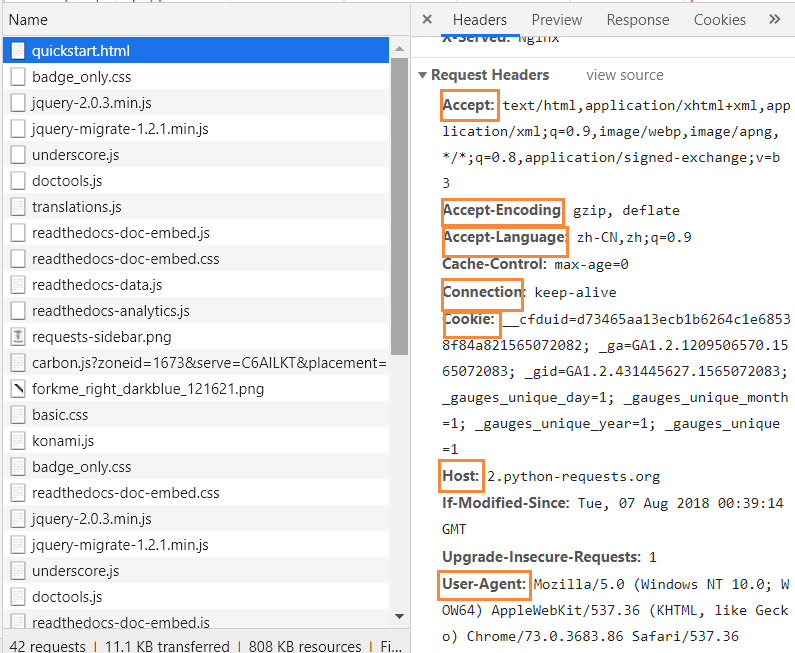 Name
quickstart.html
badge_only.css
jquery-2.0.3.min.js
jquery-migrate-1.2.1.min.js
underscore.js
doctools.js
translations.js
readthedocs-doc-embed.js
readthedocs-doc-embed.css
readthedocs-data.js
readthedocs-analytics.js
requests-sidebar.png
carbon.js?zoneid=1673&serve=C6AILKT&placement=
forkme_right_darkblue_121621.png
basic.css
konami.js
badge_only.css
readthedocs-doc-embed.css
jquery-2.0.3.min.js
jquery-migrate-1.2.1.min.js
underscore.js
doctools.js
readthedocs-doc-embed.js
42 requests | 11.1 KB transferred | 808 KB resources | Fi...
× Headers Preview Response Cookies »
X-Served: Nginx
▼ Request Headers view source
Accept: text/html,application/xhtml+xml,app
lication/xml;q=0.9,image/webp,image/apng,
*/*;q=0.8,application/signed-exchange;v=b
3
Accept-Encoding: gzip, deflate
Accept-Language: zh-CN,zh;q=0.9
Cache-Control: max-age=0
Connection: keep-alive
Cookie: __cfduid=d73465aa13ecb1b6264c1e6853
8f84a821565072082; _ga=GA1.2.1209506570.15
65072083; _gid=GA1.2.431445627.1565072083;
_gauges_unique_day=1; _gauges_unique_month
=1; _gauges_unique_year=1; _gauges_unique
=1
Host: 2.python-requests.org
If-Modified-Since: Tue, 07 Aug 2018 00:39:14
GMT
Upgrade-Insecure-Requests: 1
User-Agent: Mozilla/5.0 (Windows NT 10.0; W
OW64) AppleWebKit/537.36 (KHTML, like Geck
o) Chrome/73.0.3683.86 Safari/537.36